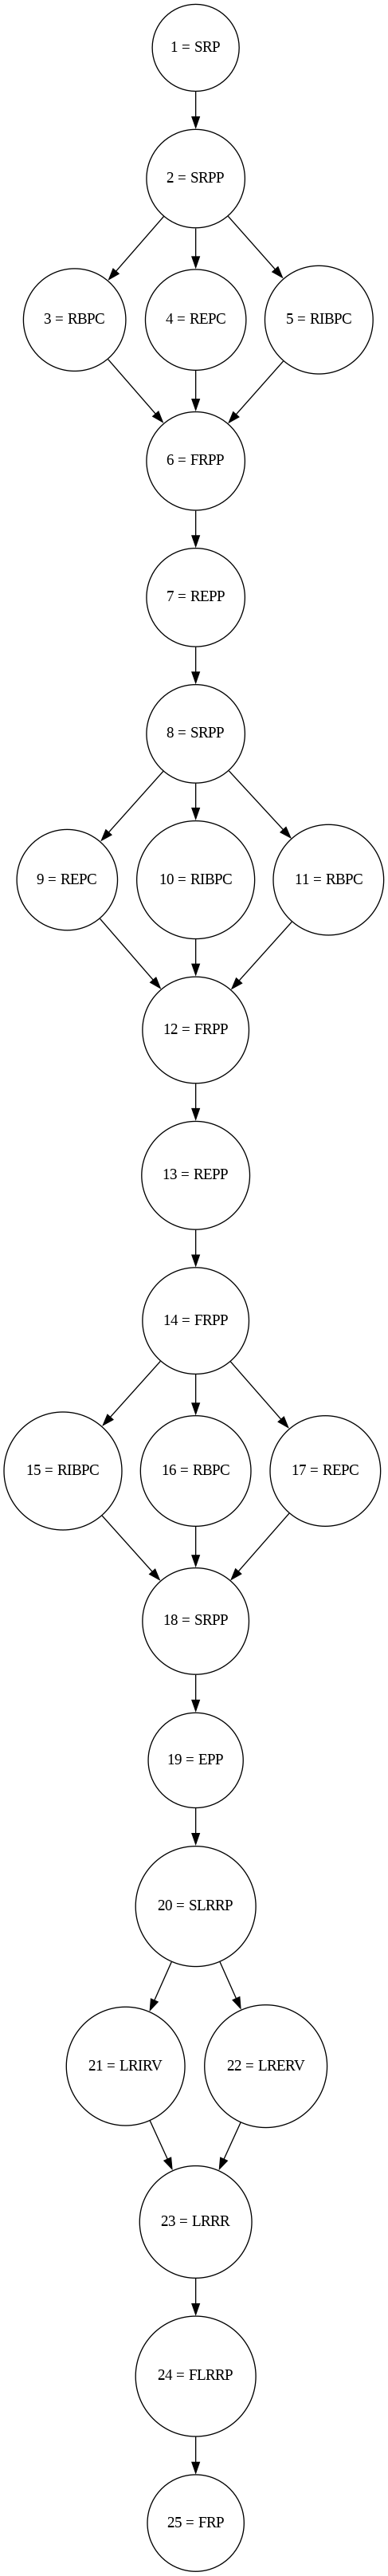 1 = SRP
2 = SRPP
3 = RBPC
4 = REPC
5 = RIBPC
6 = FRPP
7 = REPP
8 = SRPP
9 = REPC
10 = RIBPC
11 = RBPC
12 = FRPP
13 = REPP
14 = FRPP
15 = RIBPC
16 = RBPC
17 = REPC
18 = SRPP
19 = EPP
20 = SLRRP
21 = LRIRV
22 = LRERV
23 = LRRR
24 = FLRRP
25 = FRP